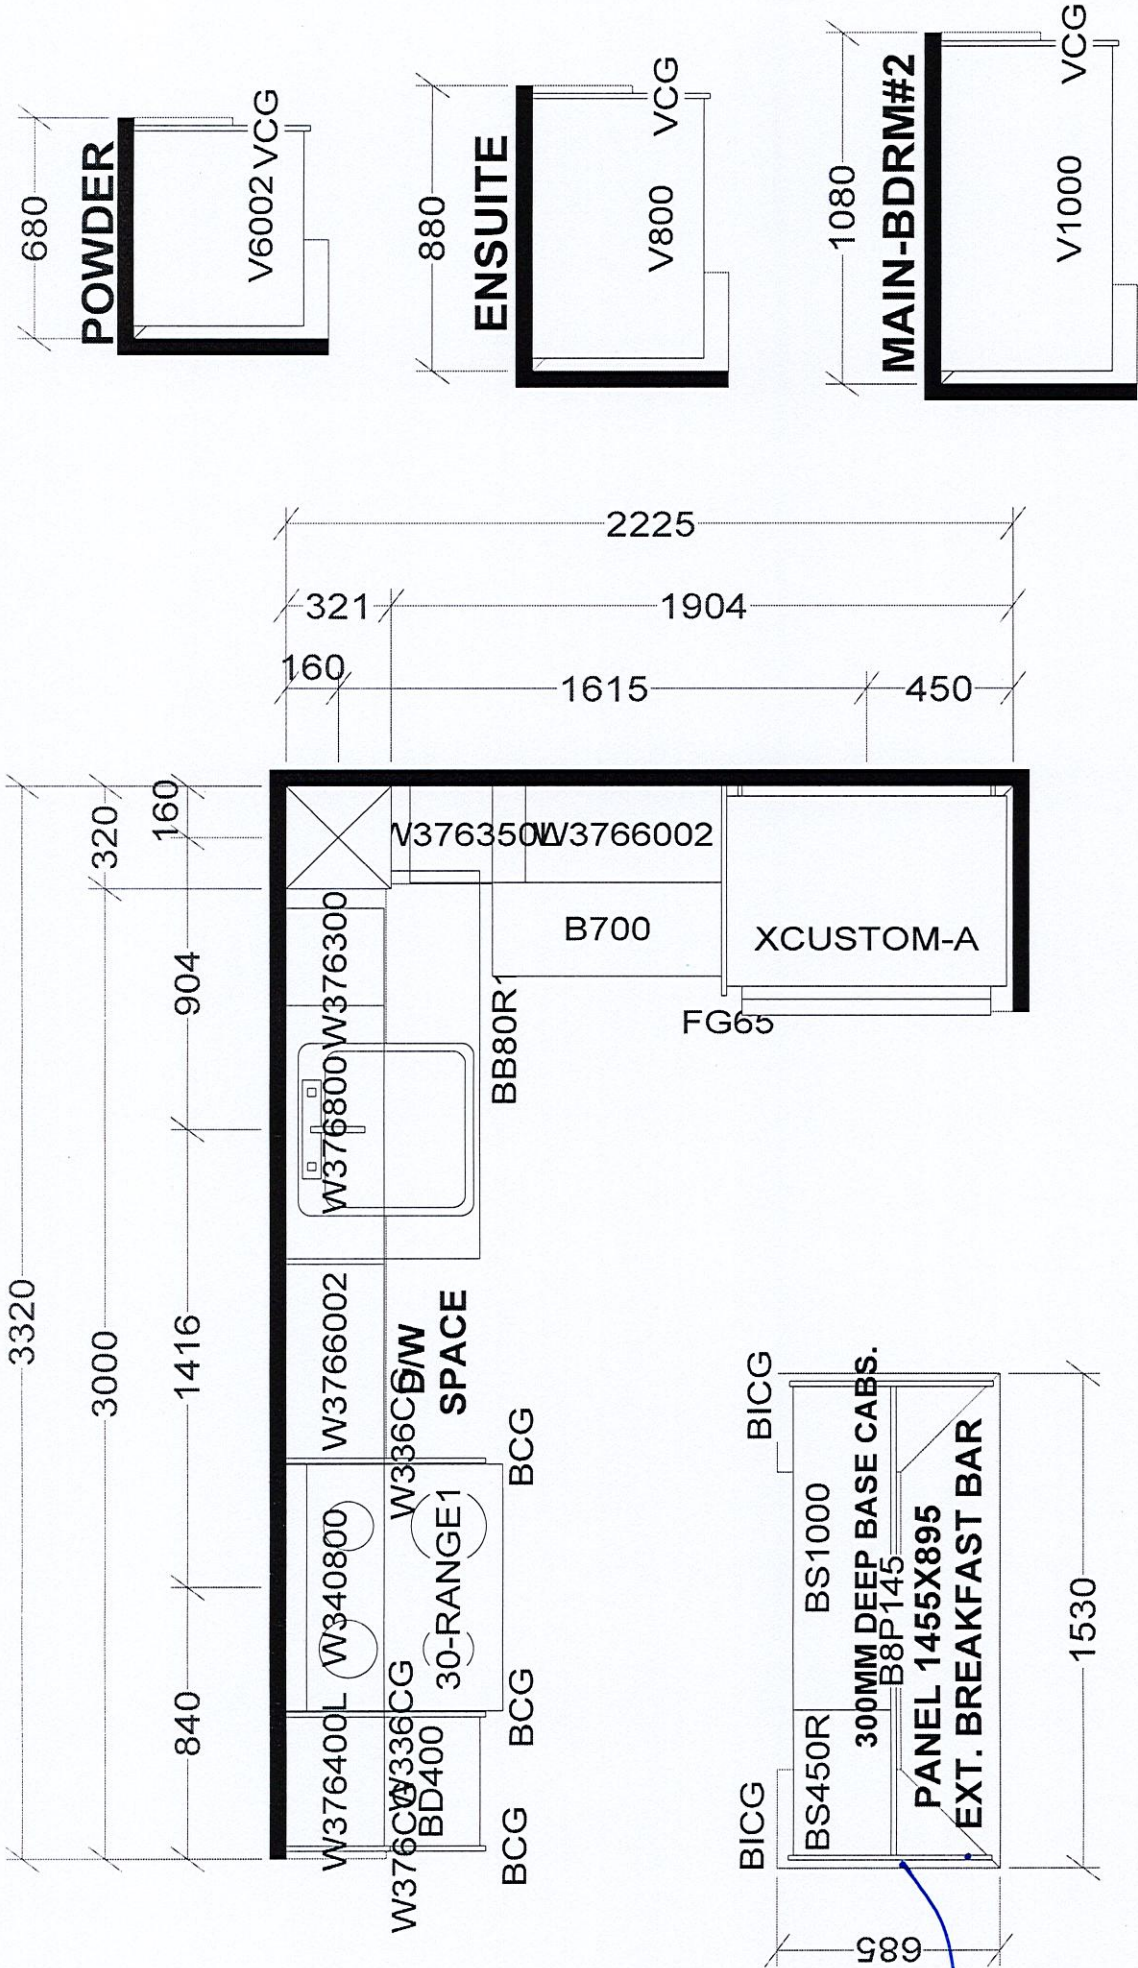 680
POWDER
V6002
VCG
880
ENSUITE
V800
VCG
1080
MAIN-BDRM#2
V1000
VCG
2225
321
1904
160
1615
450
3320
320
3000
160
904
1416
840
W376350L
W3766002
B700
XCUSTOM-A
FG65
W376300
W376800
BB80R1
W3766002
D/W
SPACE
W336CG
BCG
W340800
30-RANGE1
W336CG
BCG
W376400L
BD400
W376CG
BCG
BICG
BS1000
300MM DEEP BASE CABS.
B8P145
PANEL 1455X895
EXT. BREAKFAST BAR
BS450R
BICG
1530
685